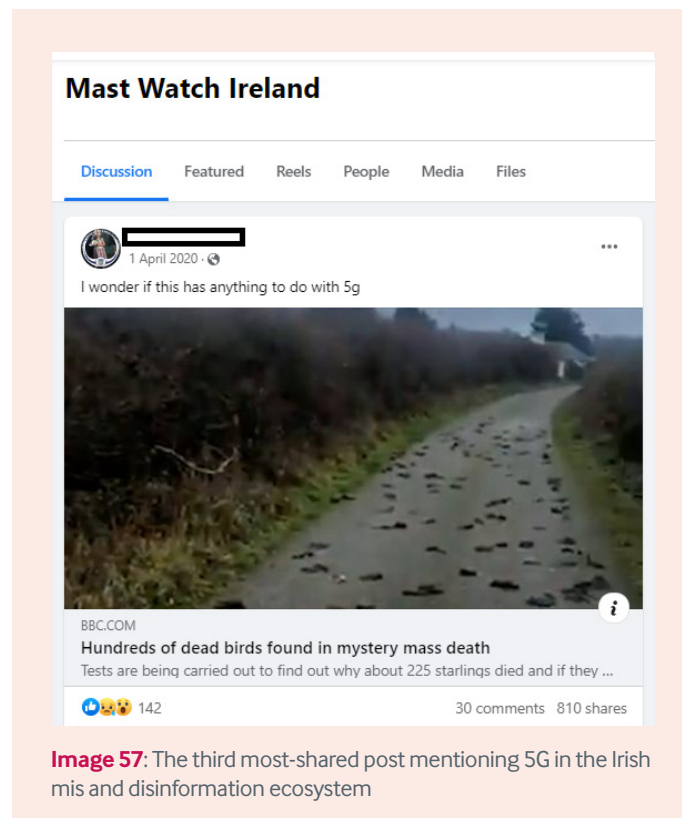 Mast Watch Ireland
Discussion Featured Reels People Media Files
1 April 2020 ·
I wonder if this has anything to do with 5g
BBC.COM
Hundreds of dead birds found in mystery mass death
Tests are being carried out to find out why about 225 starlings died and if they ...
142 30 comments 810 shares
Image 57: The third most-shared post mentioning 5G in the Irish
mis and disinformation ecosystem